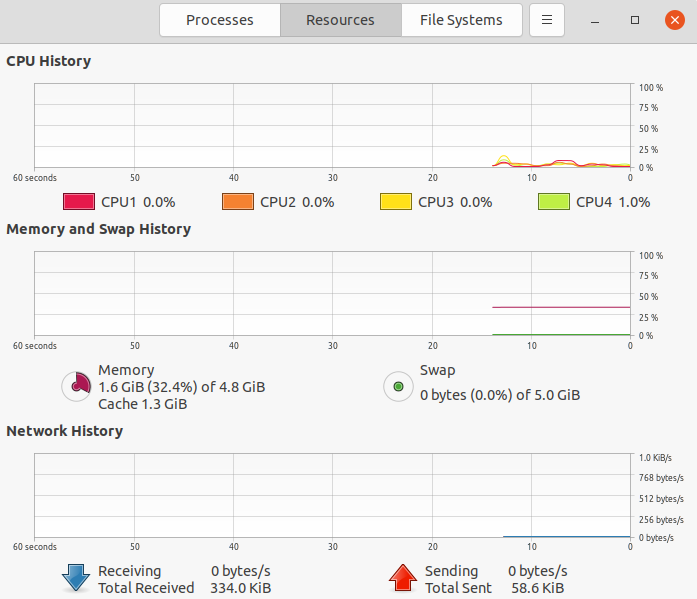 Processes Resources File Systems
CPU History
100 %
75 %
50 %
25 %
0 %
60 seconds 50 40 30 20 10 0
CPU1 0.0% CPU2 0.0% CPU3 0.0% CPU4 1.0%
Memory and Swap History
100 %
75 %
50 %
25 %
0 %
60 seconds 50 40 30 20 10 0
Memory
1.6 GiB (32.4%) of 4.8 GiB
Cache 1.3 GiB
Swap
0 bytes (0.0%) of 5.0 GiB
Network History
1.0 KiB/s
768 bytes/s
512 bytes/s
256 bytes/s
0 bytes/s
60 seconds 50 40 30 20 10 0
Receiving 0 bytes/s
Total Received 334.0 KiB
Sending 0 bytes/s
Total Sent 58.6 KiB